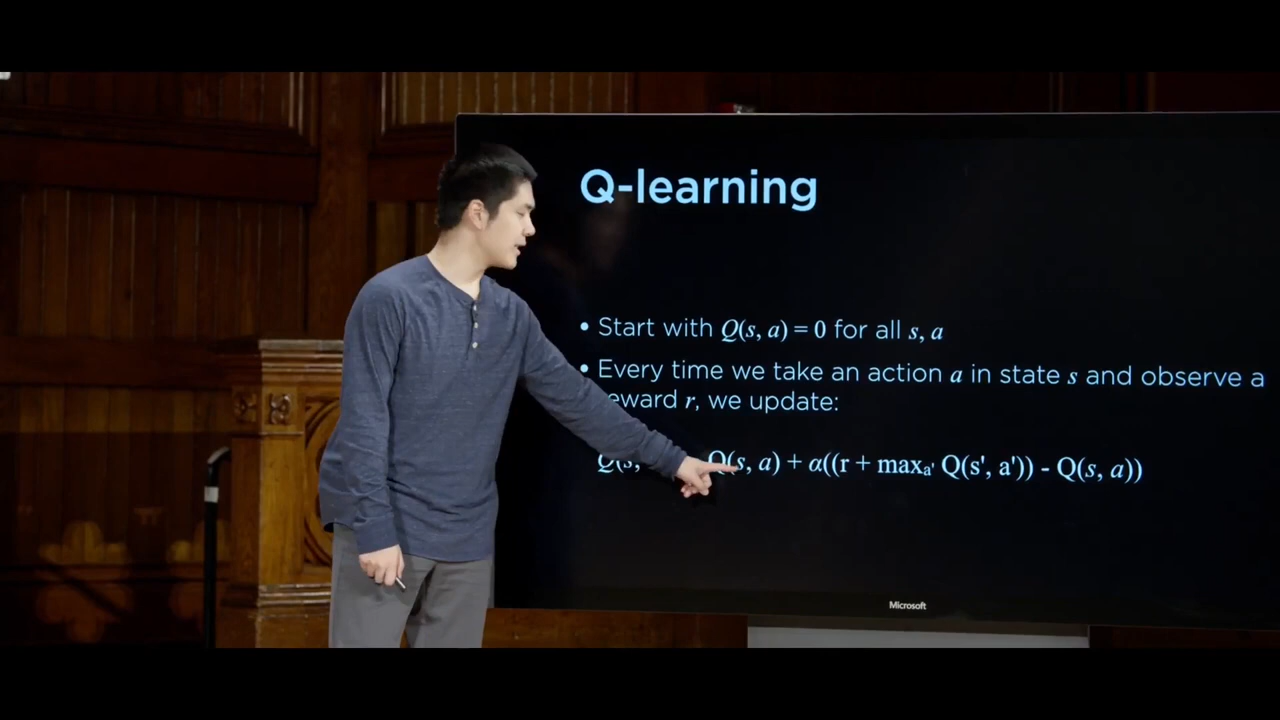 Q-learning
• Start with Q(s, a) = 0 for all s, a
• Every time we take an action a in state s and observe a
eward r, we update:
Q(s, Q(s, a) + α((r + maxₐ' Q(s', a')) - Q(s, a))
Microsoft